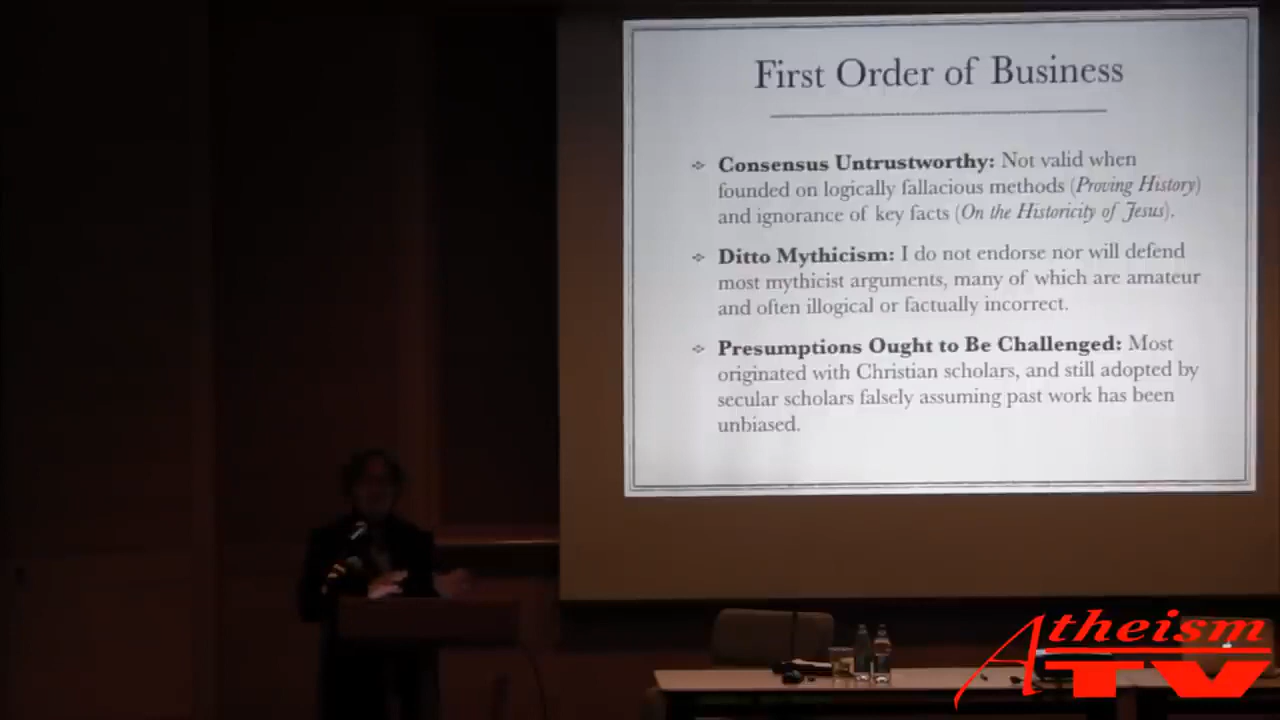 First Order of Business
Consensus Untrustworthy: Not valid when
founded on logically fallacious methods (Proving History)
and ignorance of key facts (On the Historicity of Jesus).
Ditto Mythicism: I do not endorse nor will defend
most mythicist arguments, many of which are amateur
and often illogical or factually incorrect.
Presumptions Ought to Be Challenged: Most
originated with Christian scholars, and still adopted by
secular scholars falsely assuming past work has been
unbiased.
Atheism
TV